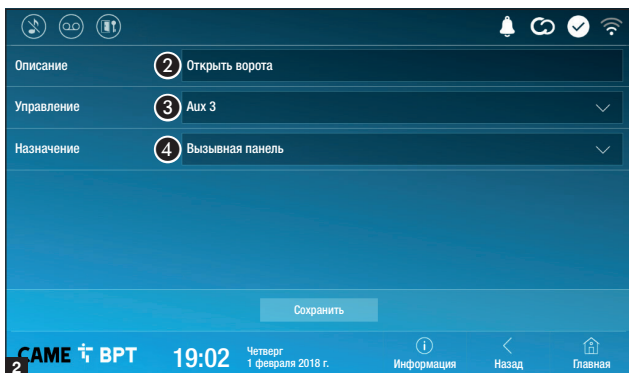 Описание 2 Открыть ворота
Управление 3 Aux 3
Назначение 4 Вызывная панель
Сохранить
CAME BPT 19:02 Четверг
1 февраля 2018 г.
Информация Назад Главная
2